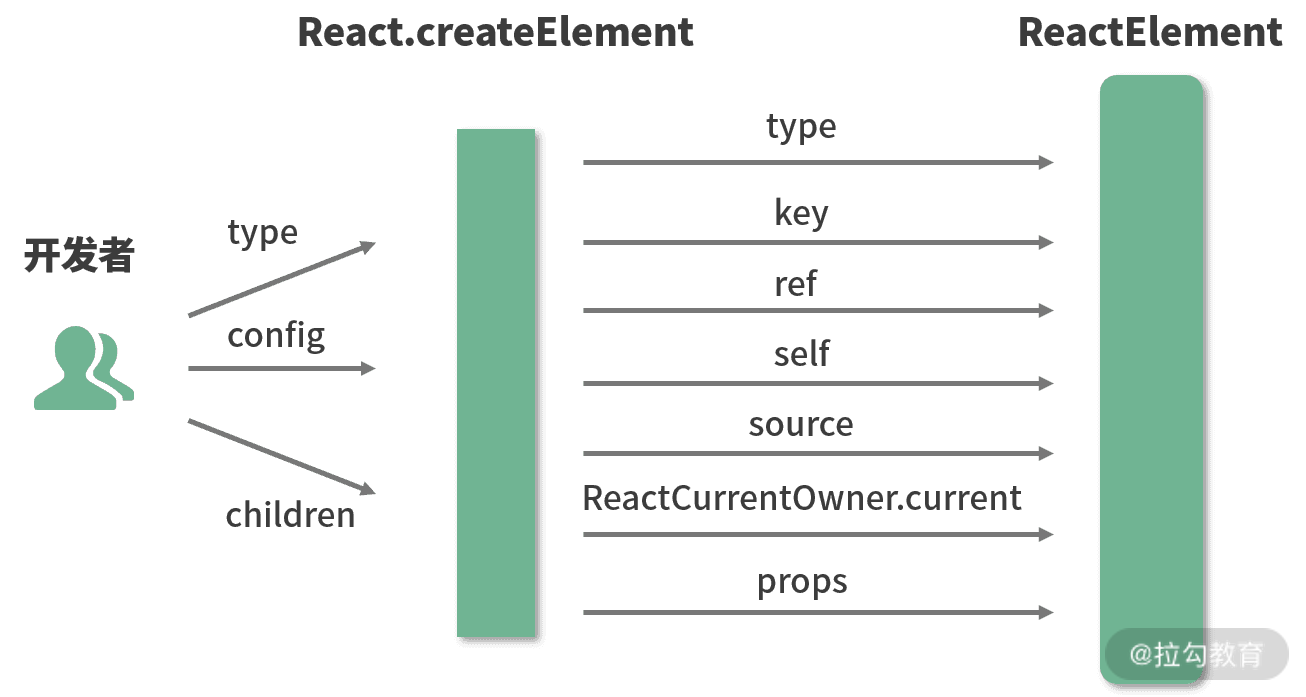 React.createElement
ReactElement
开发者
type
config
children
type
key
ref
self
source
ReactCurrentOwner.current
props
@拉勾教育